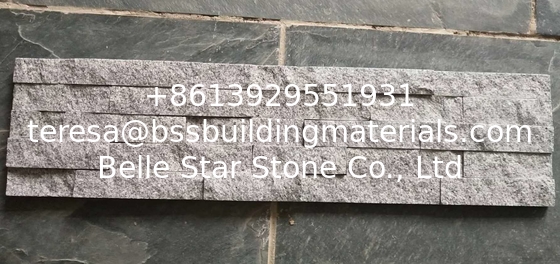 +8613929551931
teresa@bssbuildingmaterials.com
Belle Star Stone Co., Ltd